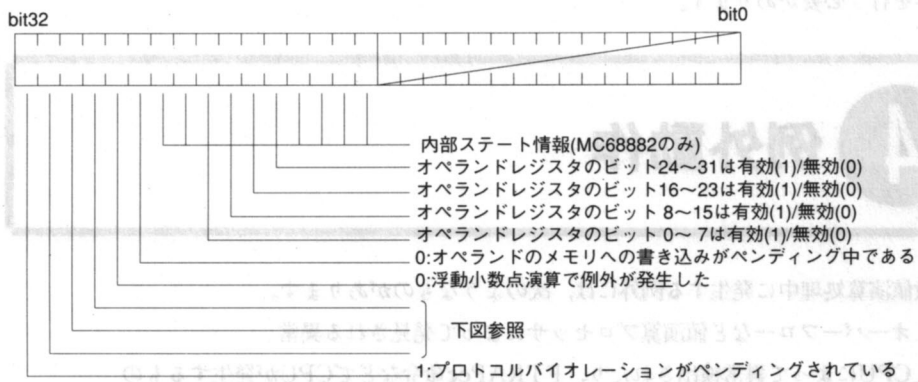 bit32
bit0
内部ステート情報(MC68882のみ)
オペランドレジスタのビット24～31は有効(1)/無効(0)
オペランドレジスタのビット16～23は有効(1)/無効(0)
オペランドレジスタのビット 8～15は有効(1)/無効(0)
オペランドレジスタのビット 0～ 7は有効(1)/無効(0)
0:オペランドのメモリへの書き込みがペンディング中である
0:浮動小数点演算で例外が発生した
下図参照
1:プロトコルバイオレーションがペンディングされている